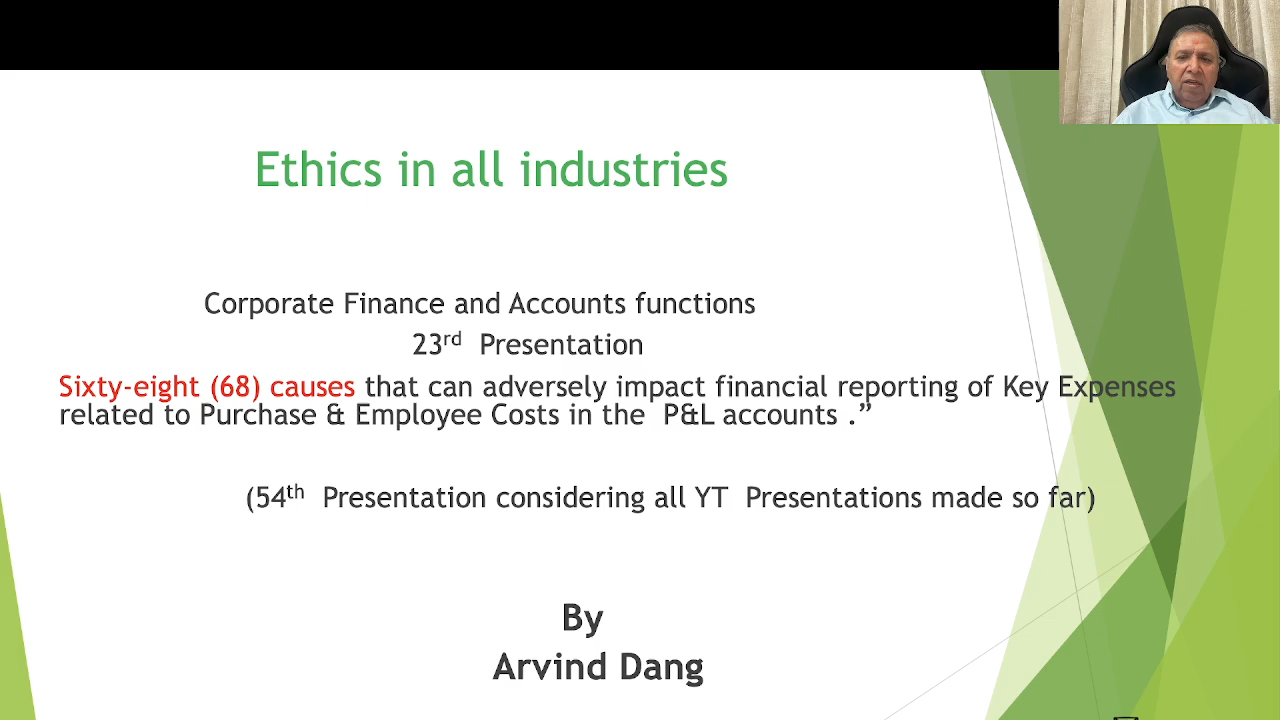 Ethics in all industries
Corporate Finance and Accounts functions
23rd Presentation
Sixty-eight (68) causes that can adversely impact financial reporting of Key Expenses
related to Purchase & Employee Costs in the P&L accounts .”
(54th Presentation considering all YT Presentations made so far)
By
Arvind Dang